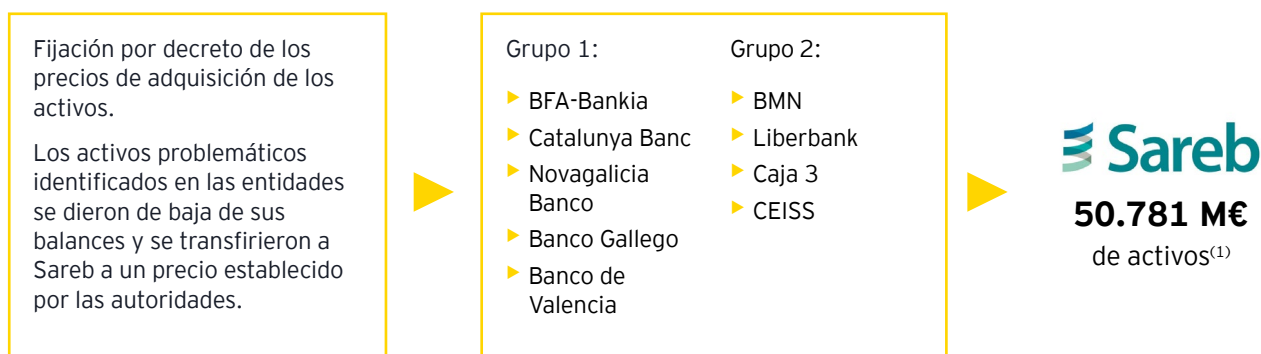 Fijación por decreto de los
precios de adquisición de los
activos.
Los activos problemáticos
identificados en las entidades
se dieron de baja de sus
balances y se transfirieron a
Sareb a un precio establecido
por las autoridades.
Grupo 1:
BFA-Bankia
Catalunya Banc
Novagalicia
Banco
Banco Gallego
Banco de
Valencia
Grupo 2:
BMN
Liberbank
Caja 3
CEISS
Sareb
50.781 M€
de activos(1)